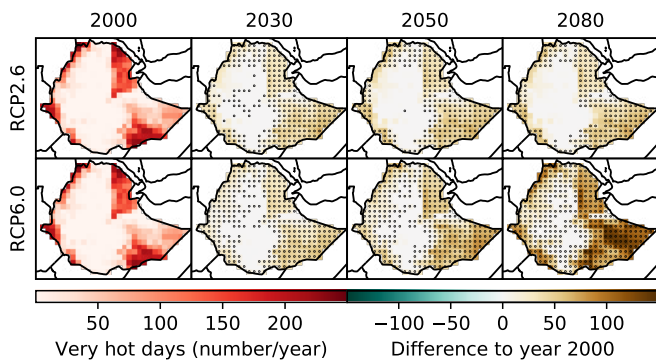 2000 2030 2050 2080
RCP2.6
RCP6.0
50 100 150 200 −100 −50 0 50 100
Very hot days (number/year) Difference to year 2000